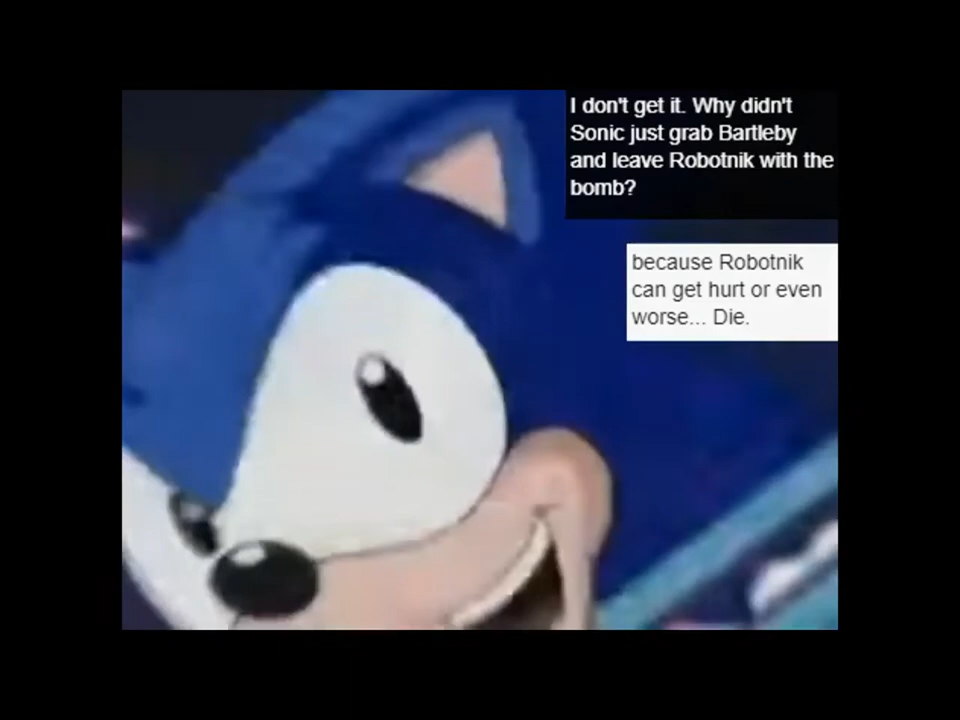 I don't get it. Why didn't
Sonic just grab Bartleby
and leave Robotnik with the
bomb?
because Robotnik
can get hurt or even
worse... Die.